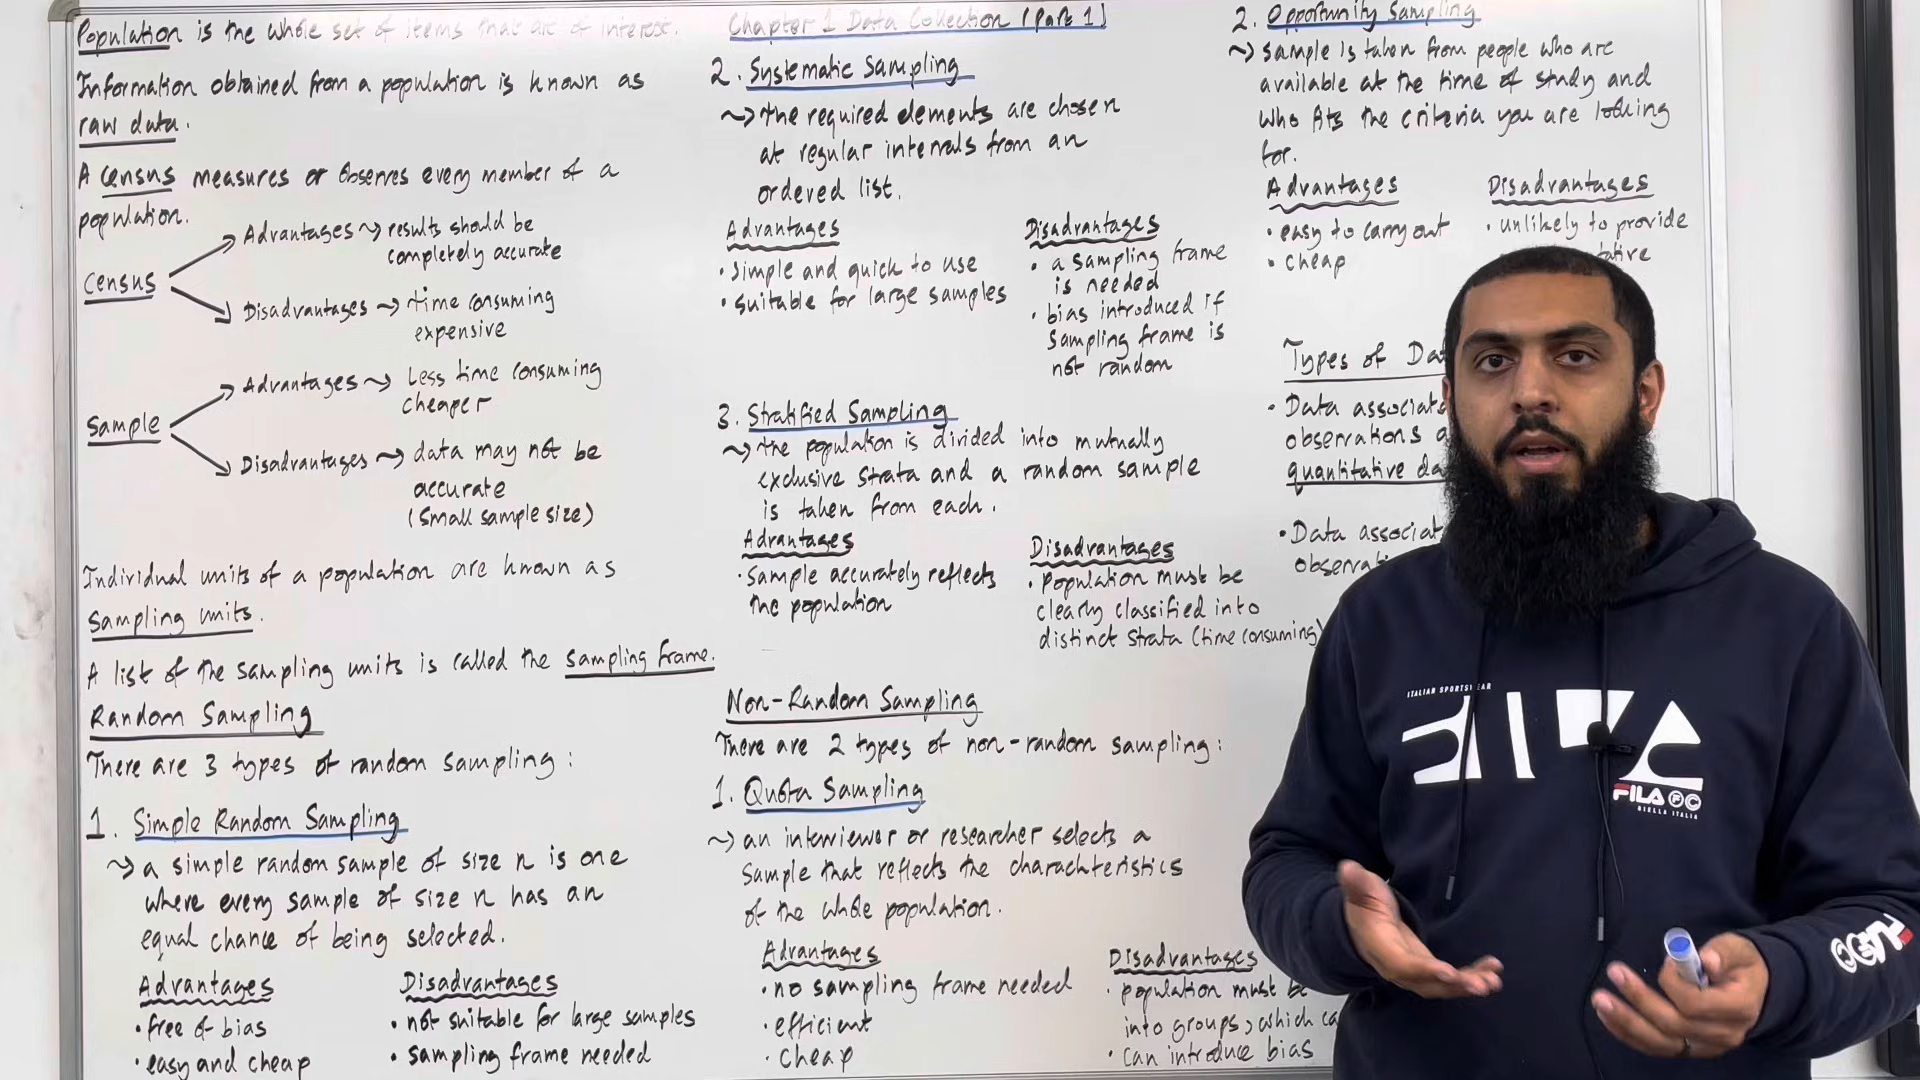 Population is the whole set of items that are of interest.
Information obtained from a population is known as
raw data.
A census measures or observes every member of a
population.
Census
Advantages
results should be
completely accurate
Disadvantages
time consuming
expensive
Sample
Advantages
less time consuming
cheaper
Disadvantages
data may not be
accurate
(small sample size)
Individual units of a population are known as
sampling units.
A list of the sampling units is called the sampling frame.
Random Sampling
There are 3 types of random sampling:
1. Simple Random Sampling
a simple random sample of size n is one
where every sample of size n has an
equal chance of being selected.
Advantages
• free of bias
• easy and cheap
Disadvantages
• not suitable for large samples
• sampling frame needed
Chapter 1 Data Collection (Part 1)
2. Systematic Sampling
the required elements are chosen
at regular intervals from an
ordered list.
Advantages
• simple and quick to use
• suitable for large samples
Disadvantages
• a sampling frame
is needed
• bias introduced if
sampling frame is
not random
3. Stratified Sampling
the population is divided into mutually
exclusive strata and a random sample
is taken from each.
Advantages
• sample accurately reflects
the population
Disadvantages
• population must be
clearly classified into
distinct strata (time consuming)
Non-Random Sampling
There are 2 types of non-random sampling:
1. Quota Sampling
an interviewer or researcher selects a
sample that reflects the charachteristics
of the whole population.
Advantages
• no sampling frame needed
• efficient
• cheap
Disadvantages
• population must be
into groups, which
• can introduce bias
2. Opportunity Sampling
sample is taken from people who are
available at the time of study and
who fits the criteria you are looking
for.
Advantages
• easy to carry out
• cheap
Disadvantages
• unlikely to provide
Types of
• Data
observations
quantitative
• Data
ITALIAN SPORTSWEAR
FILA
BIELLA ITALIA